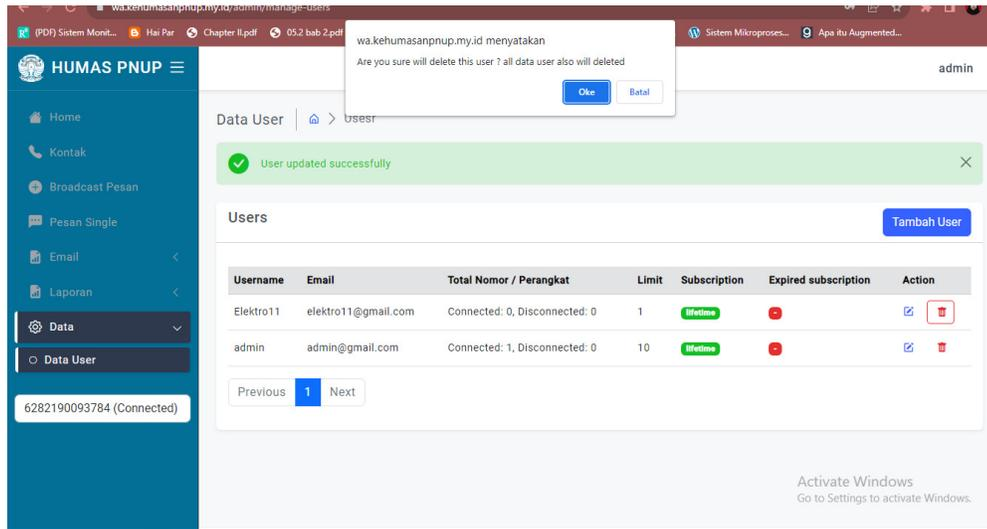 wa.kehumasanpnup.my.id/admin/manage-users
(PDF) Sistem Monit... Hai Par Chapter II.pdf 05.2 bab 2.pdf Sistem Mikroproses... Apa itu Augmented...
wa.kehumasanpnup.my.id menyatakan
Are you sure will delete this user ? all data user also will deleted
Oke Batal
HUMAS PNUP
admin
Home
Kontak
Broadcast Pesan
Pesan Single
Email
Laporan
Data
Data User
6282190093784 (Connected)
Data User > Usesr
User updated successfully
Users
Tambah User
Username Email Total Nomor / Perangkat Limit Subscription Expired subscription Action
Elektro11 elektro11@gmail.com Connected: 0, Disconnected: 0 1 lifetime -
admin admin@gmail.com Connected: 1, Disconnected: 0 10 lifetime -
Previous 1 Next
Activate Windows
Go to Settings to activate Windows.